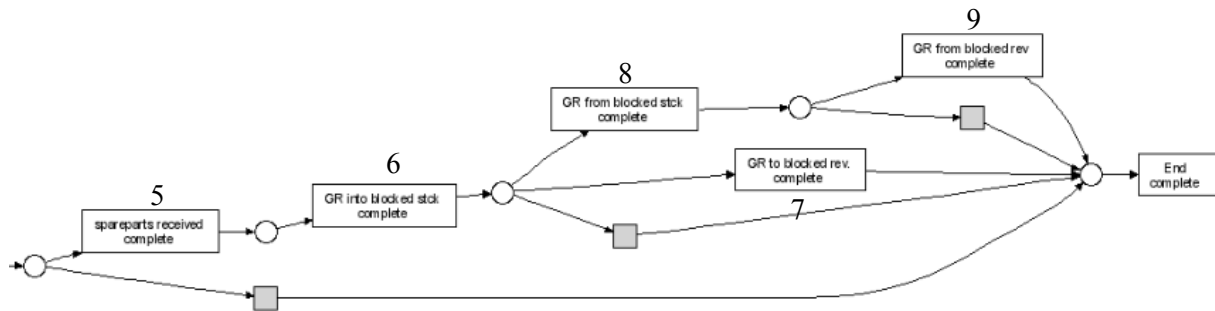 9
GR from blocked rev
complete
8
GR from blocked stck
complete
6
GR to blocked rev.
complete
End
complete
5
GR into blocked stck
complete
7
spareparts received
complete